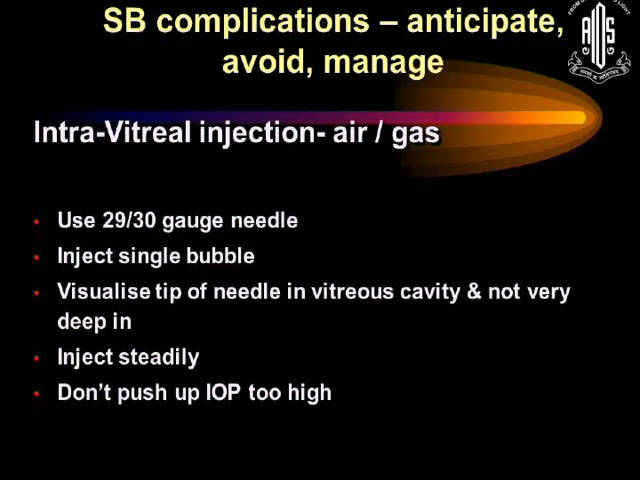 SB complications – anticipate,
avoid, manage
Intra-Vitreal injection- air / gas
• Use 29/30 gauge needle
• Inject single bubble
• Visualise tip of needle in vitreous cavity & not very
deep in
• Inject steadily
• Don't push up IOP too high